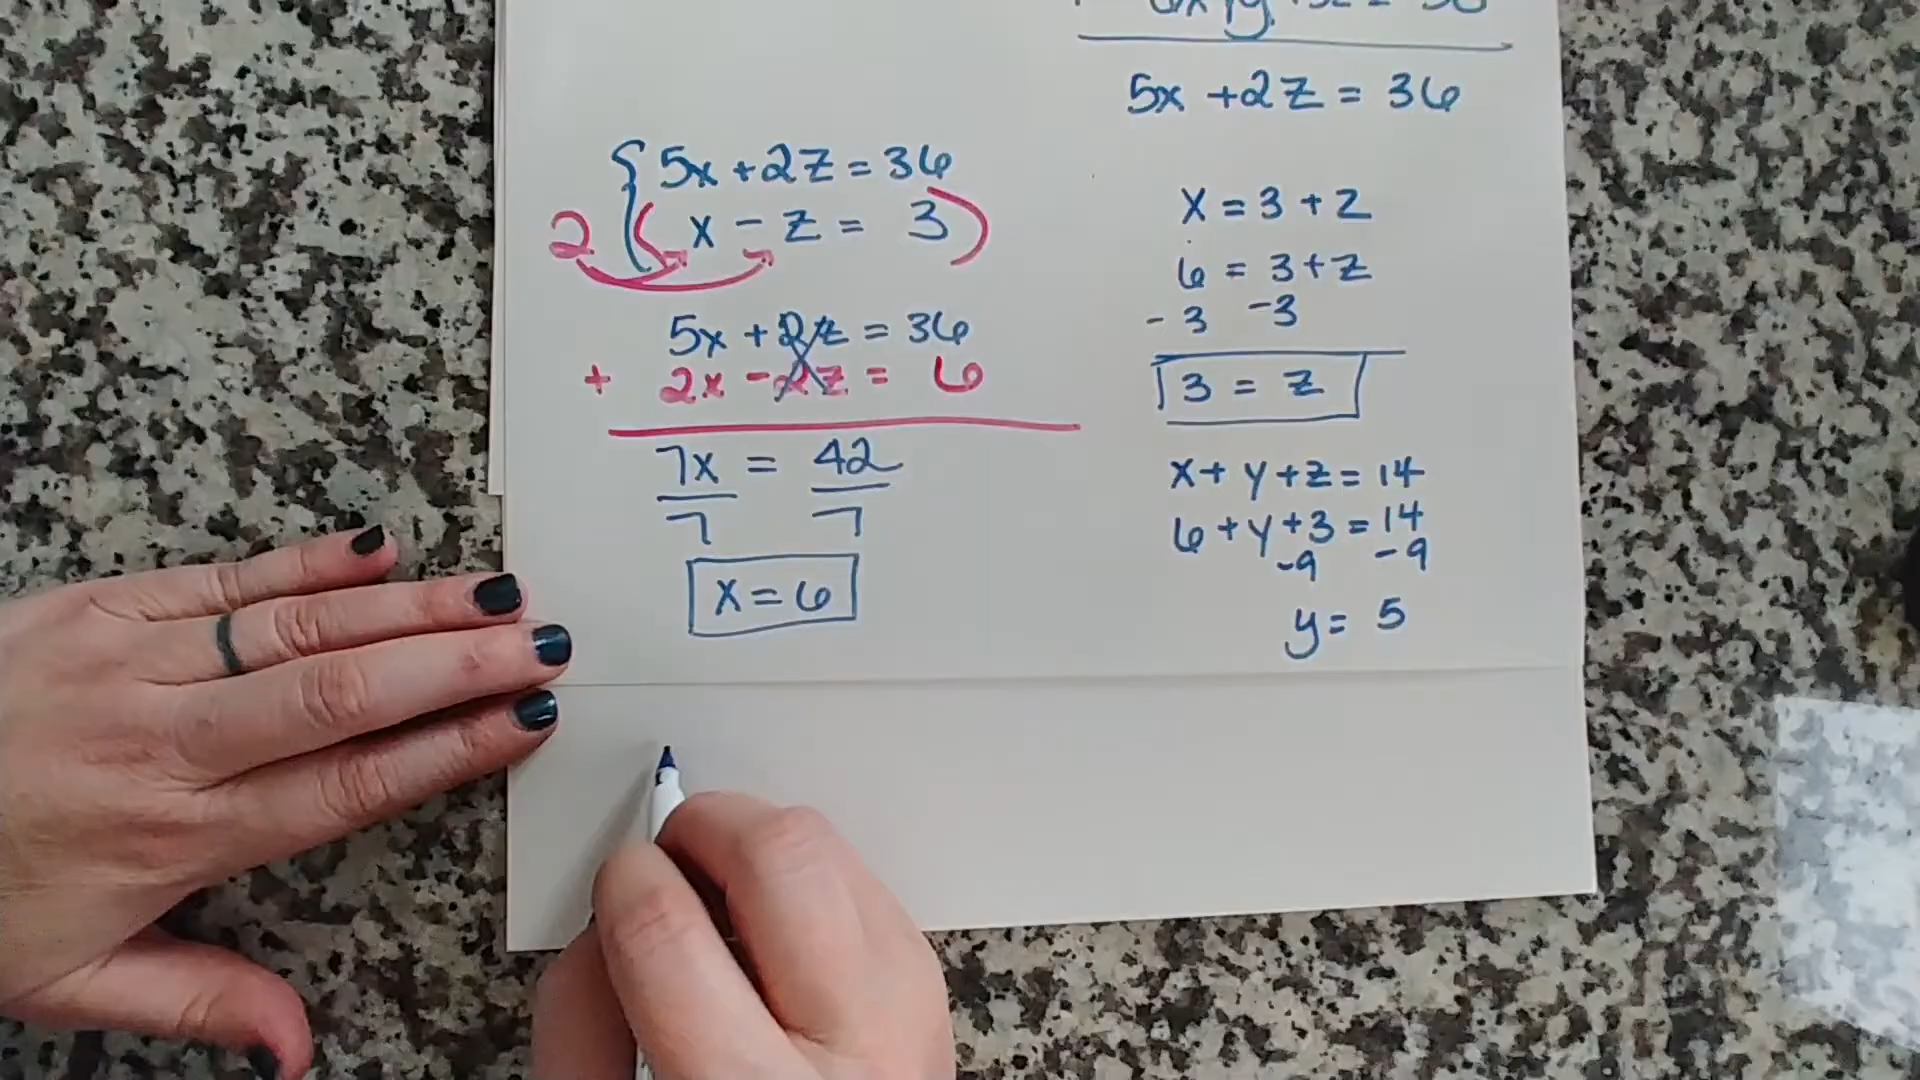 5x + 2z = 36
5x + 2z = 36
2 ( x - z = 3 )
5x + 2z = 36
+ 2x - 2z = 6
7x = 42
7 7
x = 6
x = 3 + z
6 = 3 + z
- 3 - 3
3 = z
x + y + z = 14
6 + y + 3 = 14
-9 -9
y = 5